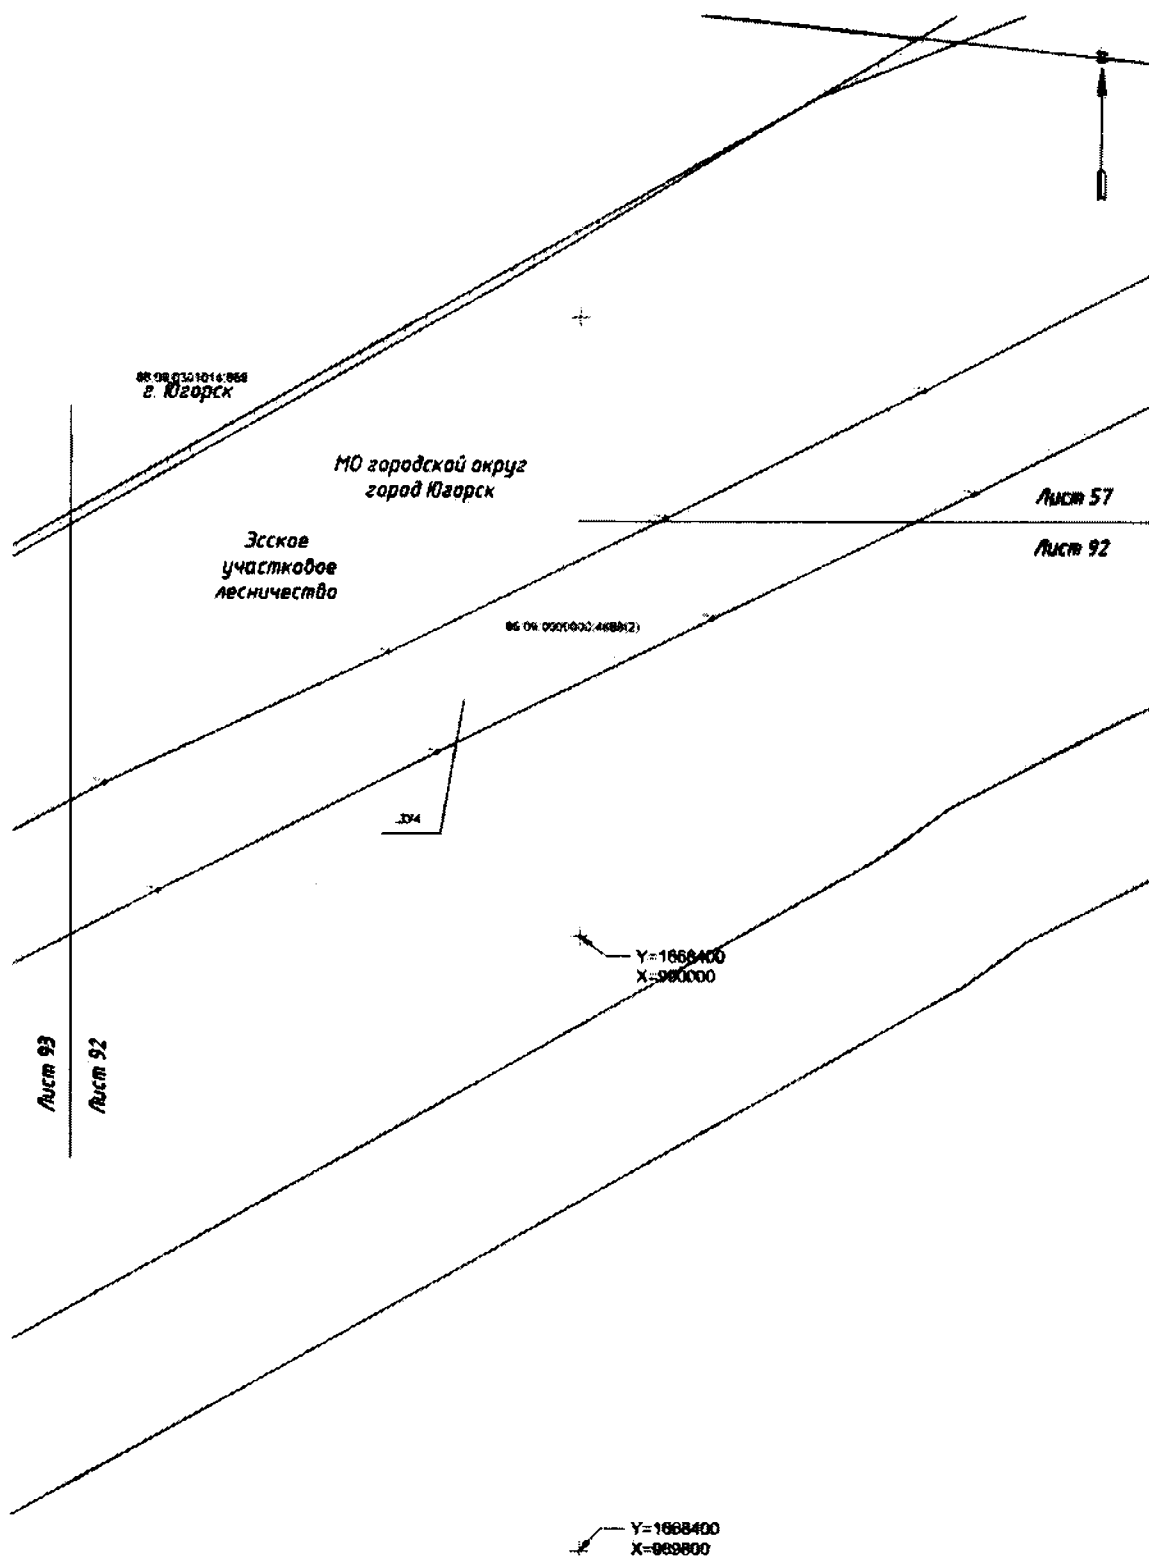 г. Югорск
МО городской округ
город Югорск
Лист 57
Эсское
участковое
лесничество
Лист 92
Y=1668400
X=990000
Лист 93
Лист 92
Y=1668400
X=989800